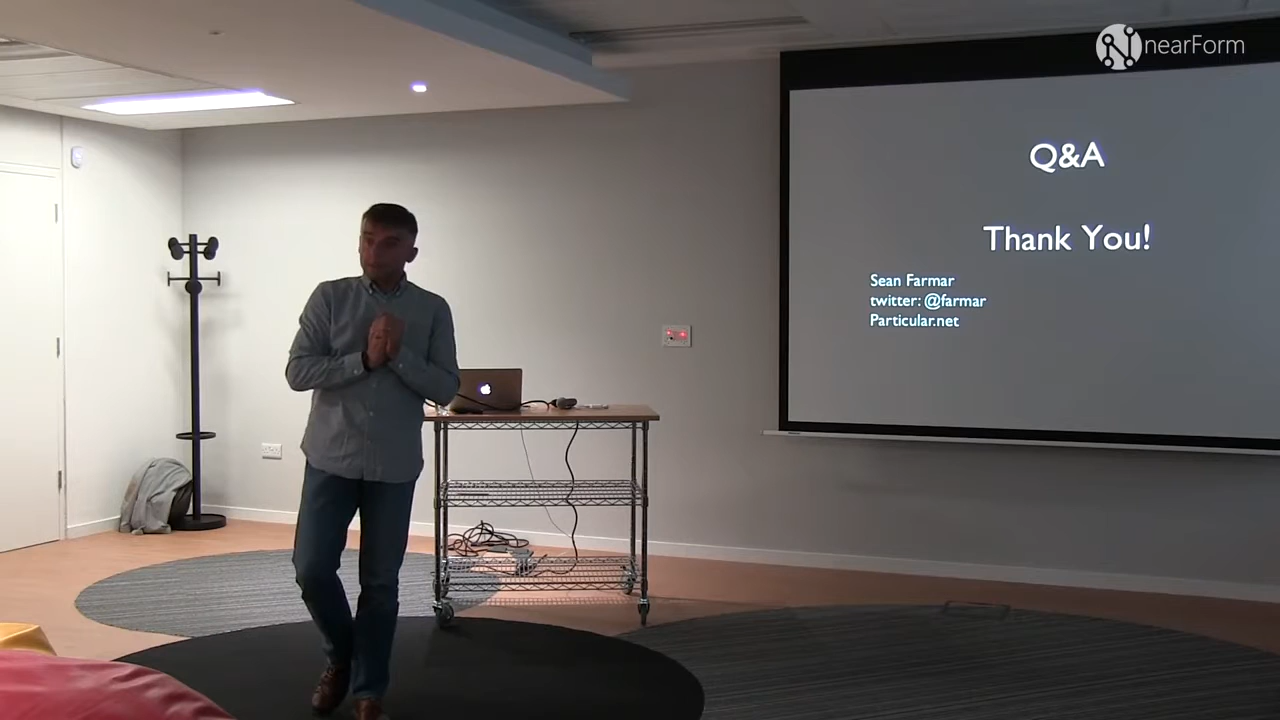 nearForm
Q&A
Thank You!
Sean Farmar
twitter: @farmar
Particular.net